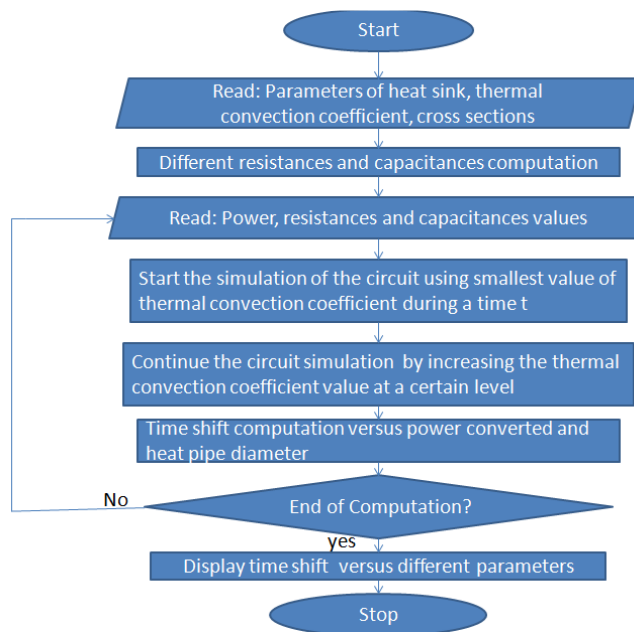 Start
Read: Parameters of heat sink, thermal
convection coefficient, cross sections
Different resistances and capacitances computation
Read: Power, resistances and capacitances values
Start the simulation of the circuit using smallest value of
thermal convection coefficient during a time t
Continue the circuit simulation by increasing the thermal
convection coefficient value at a certain level
Time shift computation versus power converted and
heat pipe diameter
No
End of Computation?
yes
Display time shift versus different parameters
Stop